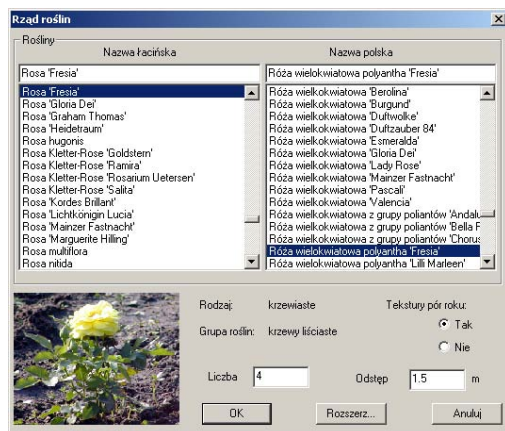 Rząd roślin
Rośliny
Nazwa łacińska
Nazwa polska
Rosa 'Fresia'
Róża wielokwiatowa polyantha 'Fresia'
Rosa 'Fresia'
Rosa 'Gloria Dei'
Rosa 'Graham Thomas'
Rosa 'Heidetraum'
Rosa hugonis
Rosa Kletter-Rose 'Goldstern'
Rosa Kletter-Rose 'Ramira'
Rosa Kletter-Rose 'Rosarium Uetersen'
Rosa Kletter-Rose 'Salita'
Rosa 'Kordes Brillant'
Rosa 'Lichtkönigin Lucia'
Rosa 'Mainzer Fastnacht'
Rosa 'Marguerite Hilling'
Rosa multiflora
Rosa nitida
Róża wielkokwiatowa 'Berolina'
Róża wielkokwiatowa 'Burgund'
Róża wielkokwiatowa 'Duftwolke'
Róża wielkokwiatowa 'Duftzauber 84'
Róża wielkokwiatowa 'Esmeralda'
Róża wielkokwiatowa 'Gloria Dei'
Róża wielkokwiatowa 'Lady Rose'
Róża wielkokwiatowa 'Mainzer Fastnacht'
Róża wielkokwiatowa 'Pascali'
Róża wielkokwiatowa 'Valencia'
Róża wielokwiatowa z grupy poliantów 'Andalu
Róża wielokwiatowa z grupy poliantów 'Bella
Róża wielokwiatowa z grupy poliantów 'Chorus
Róża wielokwiatowa polyantha 'Fresia'
Róża wielokwiatowa polyantha 'Lilli Marleen'
Rodzaj: krzewiaste
Tekstury pór roku:
Tak
Grupa roślin: krzewy liściaste
Nie
Liczba 4
Odstęp 1.5 m
OK
Rozszerz...
Anuluj